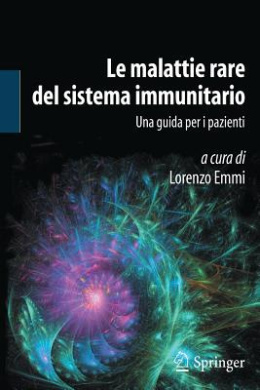 Le malattie rare
del sistema immunitario
Una guida per i pazienti
a cura di
Lorenzo Emmi
Springer